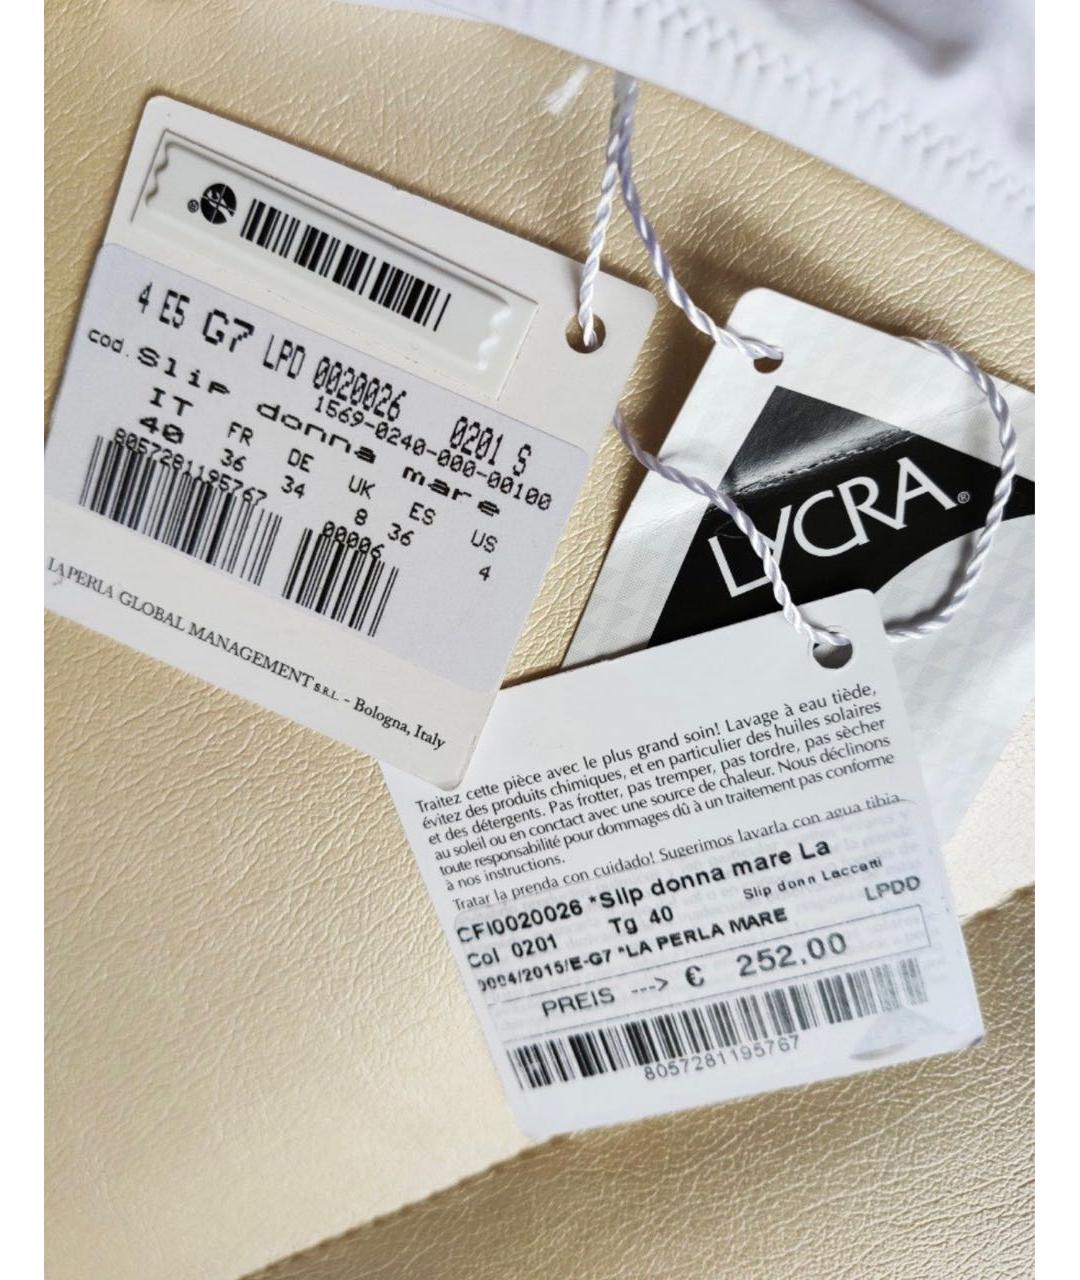 ®
4 E5 G7 LPD 0020026 0201 S
cod. 1569-0240-000-00100
Slip donna mare
IT FR DE UK ES US
40 36 34 8 36 4
8057281195767 00006
LA PERLA GLOBAL MANAGEMENT S.R.L. - Bologna, Italy
LYCRA®
Traitez cette pièce avec le plus grand soin! Lavage à eau tiède,
évitez des produits chimiques, et en particulier des huiles solaires
et des détergents. Pas frotter, pas tremper, pas tordre, pas sècher
au soleil ou en conctact avec une source de chaleur. Nous déclinons
toute responsabilité pour dommages dû à un traitement pas conforme
à nos instructions.
Tratar la prenda con cuidado! Sugerimos lavarla con agua tibia,
CFI0020026 *Slip donna mare La
Col 0201 Tg 40 Slip donn Laccetti
0004/2015/E-G7 *LA PERLA MARE LPDD
PREIS ---> € 252,00
8057281195767